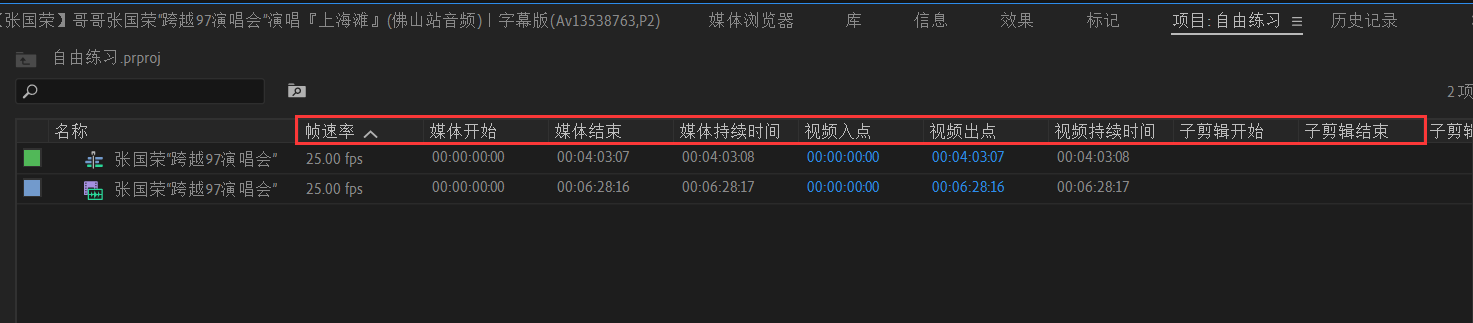 【张国荣】哥哥张国荣“跨越97演唱会”演唱『上海滩』(佛山站音频) | 字幕版(Av13538763,P2) 媒体浏览器 库 信息 效果 标记 项目: 自由练习 ≡ 历史记录
自由练习.prproj
2 项
名称 帧速率 媒体开始 媒体结束 媒体持续时间 视频入点 视频出点 视频持续时间 子剪辑开始 子剪辑结束 子剪辑
张国荣“跨越97演唱会” 25.00 fps 00:00:00:00 00:04:03:07 00:04:03:08 00:00:00:00 00:04:03:07 00:04:03:08
张国荣“跨越97演唱会” 25.00 fps 00:00:00:00 00:06:28:16 00:06:28:17 00:00:00:00 00:06:28:16 00:06:28:17